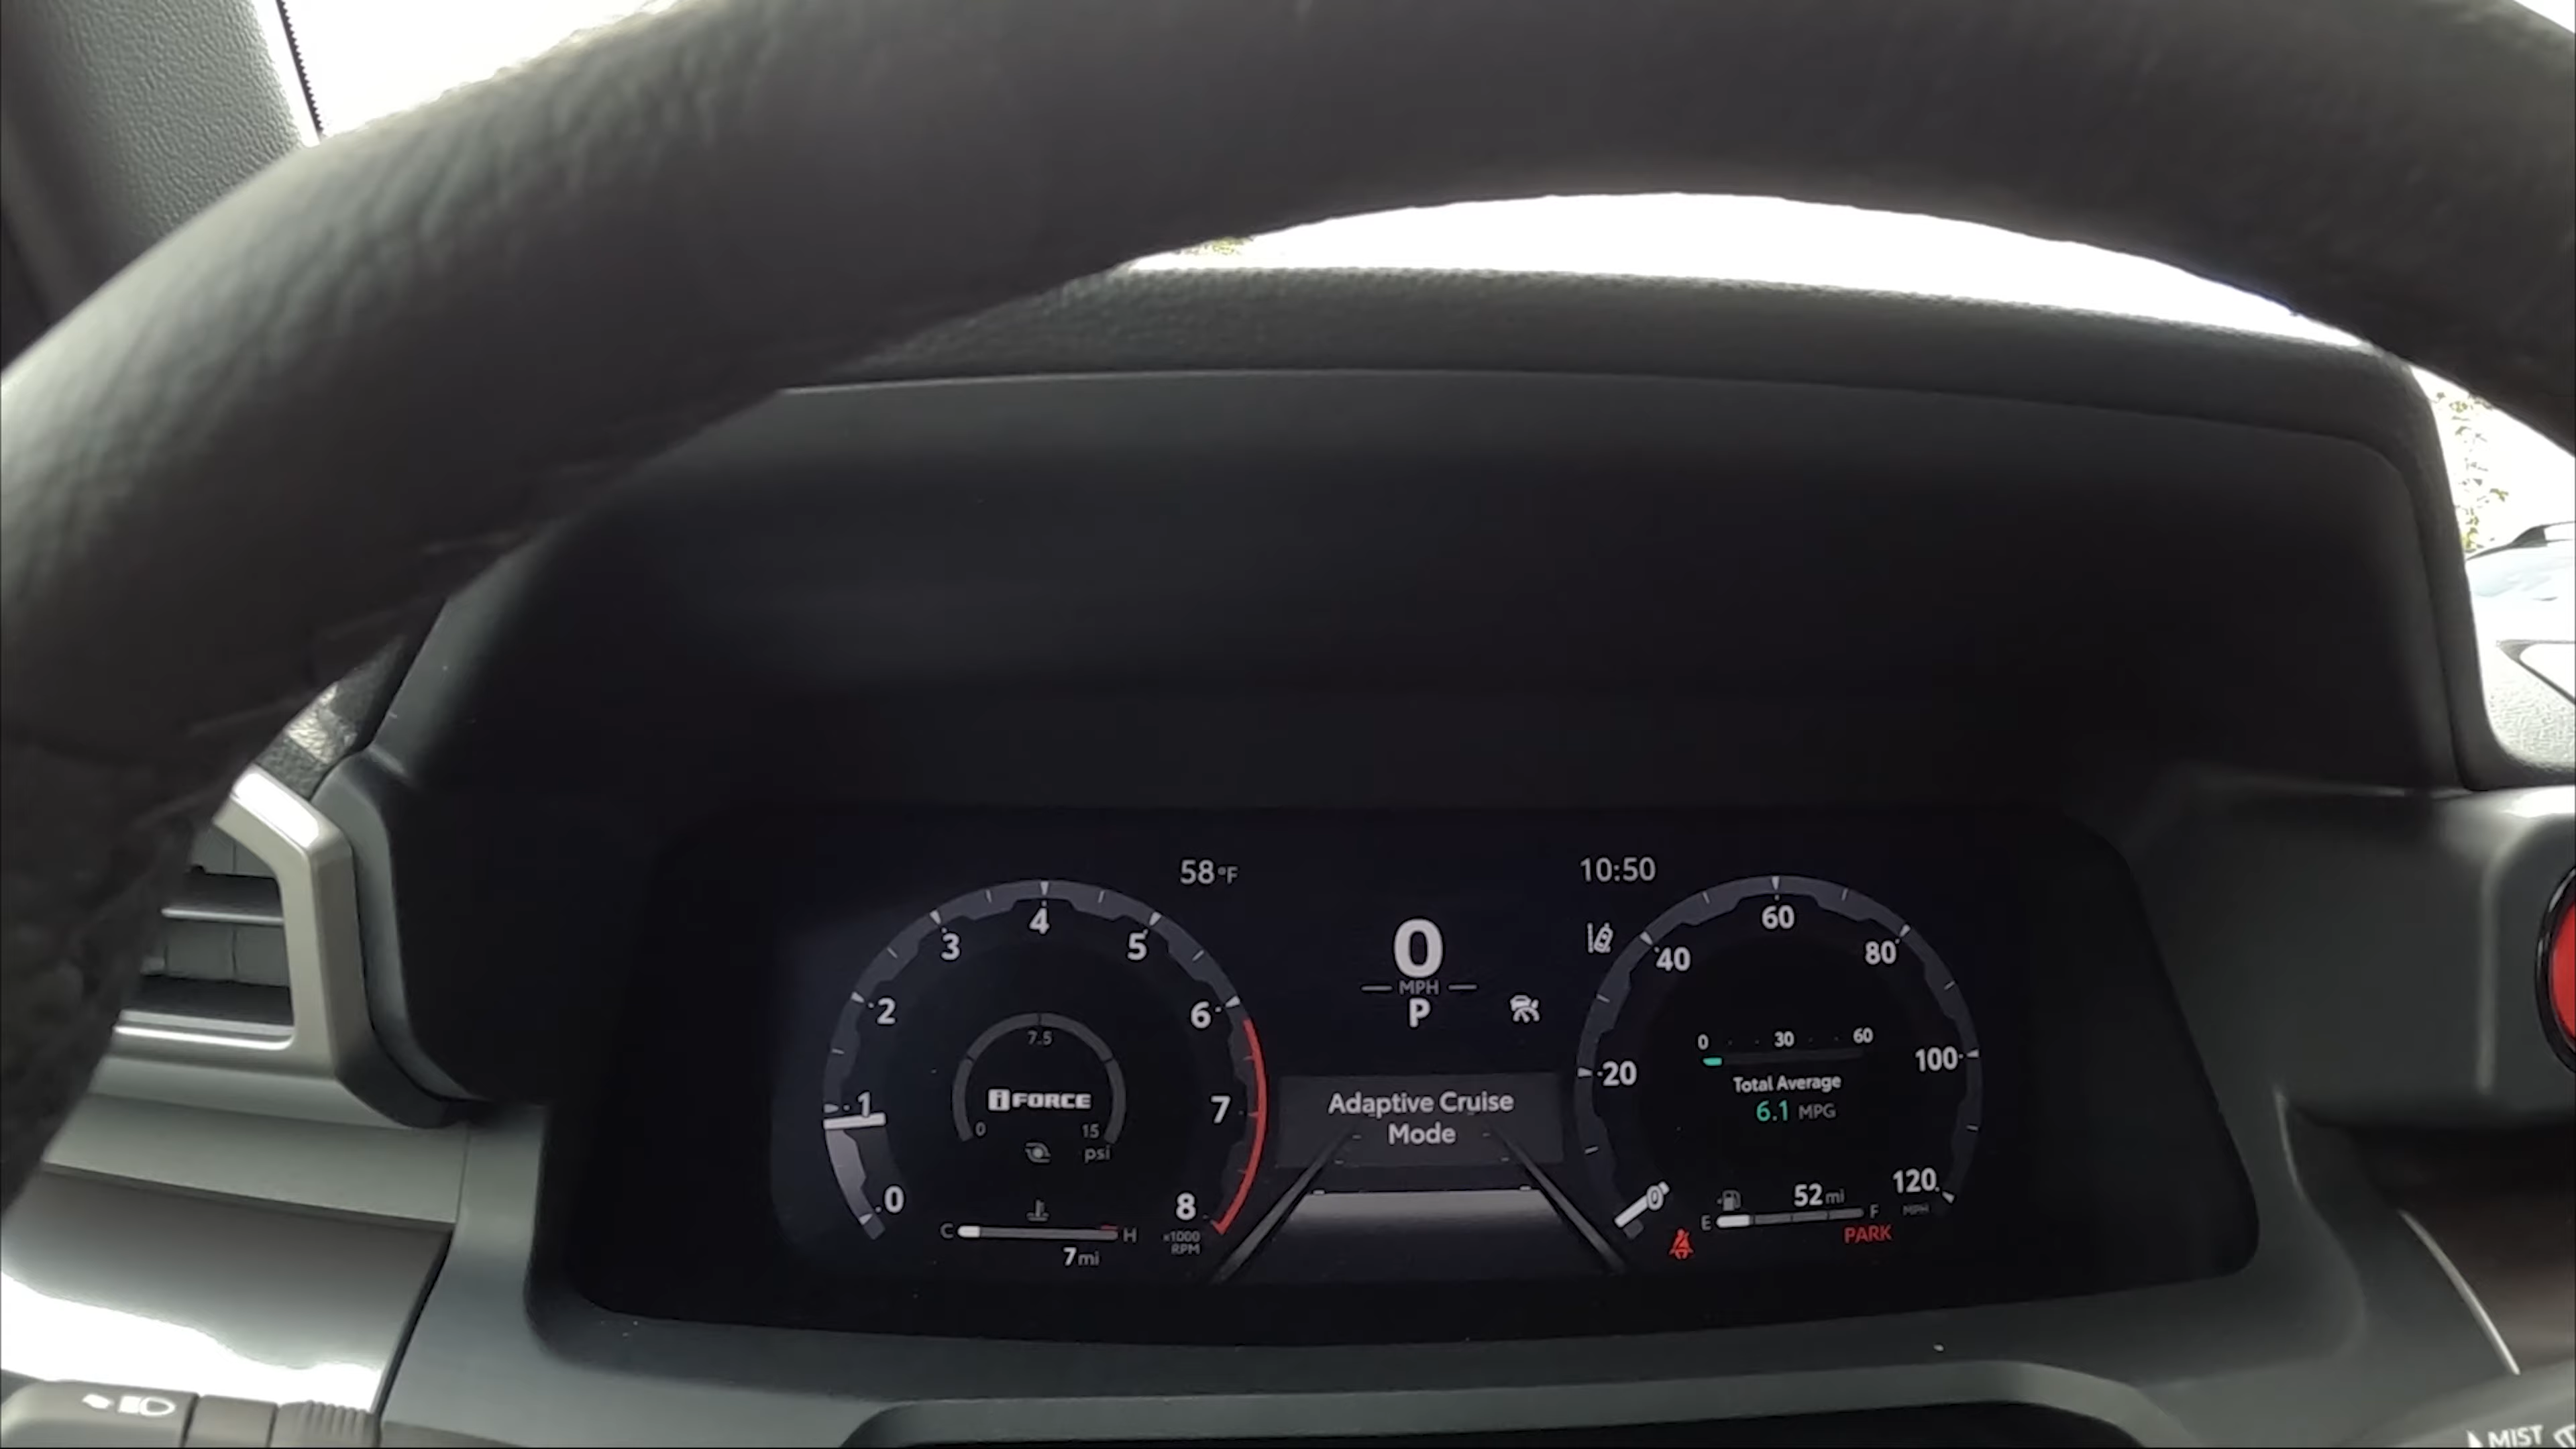 58°F
10:50
0
MPH
P
0
1
2
3
4
5
6
7
8
x1000
RPM
7.5
iFORCE
0
15
psi
C
H
7 mi
Adaptive Cruise
Mode
0
20
40
60
80
100
120
MPH
0
30
60
Total Average
6.1 MPG
52 mi
E
F
PARK
MIST